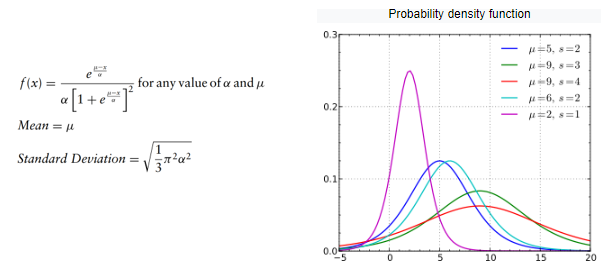 f(x) = e^((μ−x)/α) / α[1 + e^((μ−x)/α)]² for any value of α and μ
Mean = μ
Standard Deviation = √(1/3 π²α²)
Probability density function
0.3
0.2
0.1
0.0
−5 0 5 10 15 20
μ=5, s=2
μ=9, s=3
μ=9, s=4
μ=6, s=2
μ=2, s=1